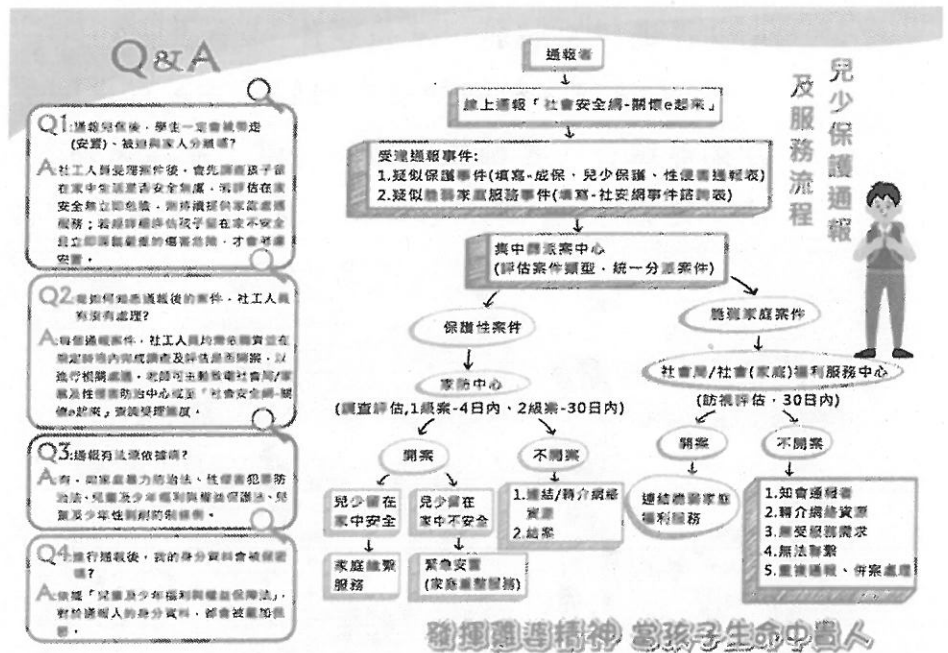 Q&A
Q1:通報兒保後，學生一定會被帶走
(安置)、被迫與家人分離嗎?
A:社工人員受理案件後，會先調查孩子留
在家中生活是否安全無虞，若評估在家
安全無立即危險，則將續提供家庭處遇
服務；若經評估孩子留在家不安全
且立即面臨嚴重的傷害危險，才會考慮
安置。
Q2:我如何知悉通報後的案件，社工人員
有沒有處理?
A:每個通報案件，社工人員均需依職責並在
規定時限內完成調查及評估是否開案，以
進行後續處遇，老師可主動致電社會局/家
暴及性侵害防治中心或至「社會安全網-關
懷e起來」查詢受理進度。
Q3:通報有法源依據嗎?
A:有，如家庭暴力防治法、性侵害犯罪防
治法、兒童及少年福利與權益保障法、兒
童及少年性剝削防制條例。
Q4:進行通報後，我的身分資料會被保密
嗎?
A:依據「兒童及少年福利與權益保障法」，
對於通報人的身分資料，都會被嚴加保
密。
兒少保護通報
及服務流程
通報者
線上通報「社會安全網-關懷e起來」
受理通報事件:
1.疑似保護事件(填寫-成保、兒少保護、性侵害通報表)
2.疑似脆弱家庭服務事件(填寫-社安網事件諮詢表)
集中篩派案中心
(評估案件類型，統一分派案件)
保護性案件
脆弱家庭案件
家防中心
(調查評估,1級案-4日內、2級案-30日內)
社會局/社會(家庭)福利服務中心
(訪視評估，30日內)
開案
不開案
開案
不開案
兒少留在
家中安全
兒少留在
家中不安全
1.連結/轉介網絡
資源
2.結案
連結脆弱家庭
福利服務
1.知會通報者
2.轉介網絡資源
3.無受服務需求
4.無法聯繫
5.重複通報、併案處理
家庭維繫
服務
緊急安置
(家庭重整服務)
發揮雞婆精神 當孩子生命中貴人